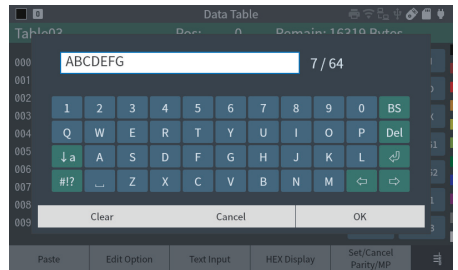 0 Data Table
Table03 Pos: 0 Remain: 16319 Bytes
ABCDEFG 7 / 64
000
001
002
003
004
005
006
007
008
009
1 2 3 4 5 6 7 8 9 0 BS
Q W E R T Y U I O P Del
↓a A S D F G H J K L
#!? Z X C V B N M
Clear Cancel OK
Paste Edit Option Text Input HEX Display Set/Cancel
Parity/MP